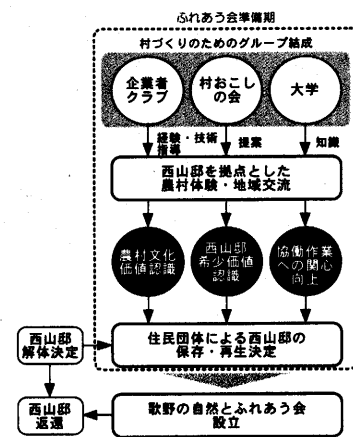 ふれあう会準備期
村づくりのためのグループ結成
企業者
クラブ
村おこし
の会
大学
経験・技術
指導
提案
知識
西山邸を拠点とした
農村体験・地域交流
農村文化
価値認識
西山邸
希少価値
認識
協働作業
への関心
向上
西山邸
解体決定
住民団体による西山邸の
保存・再生決定
西山邸
返還
歌野の自然とふれあう会
設立